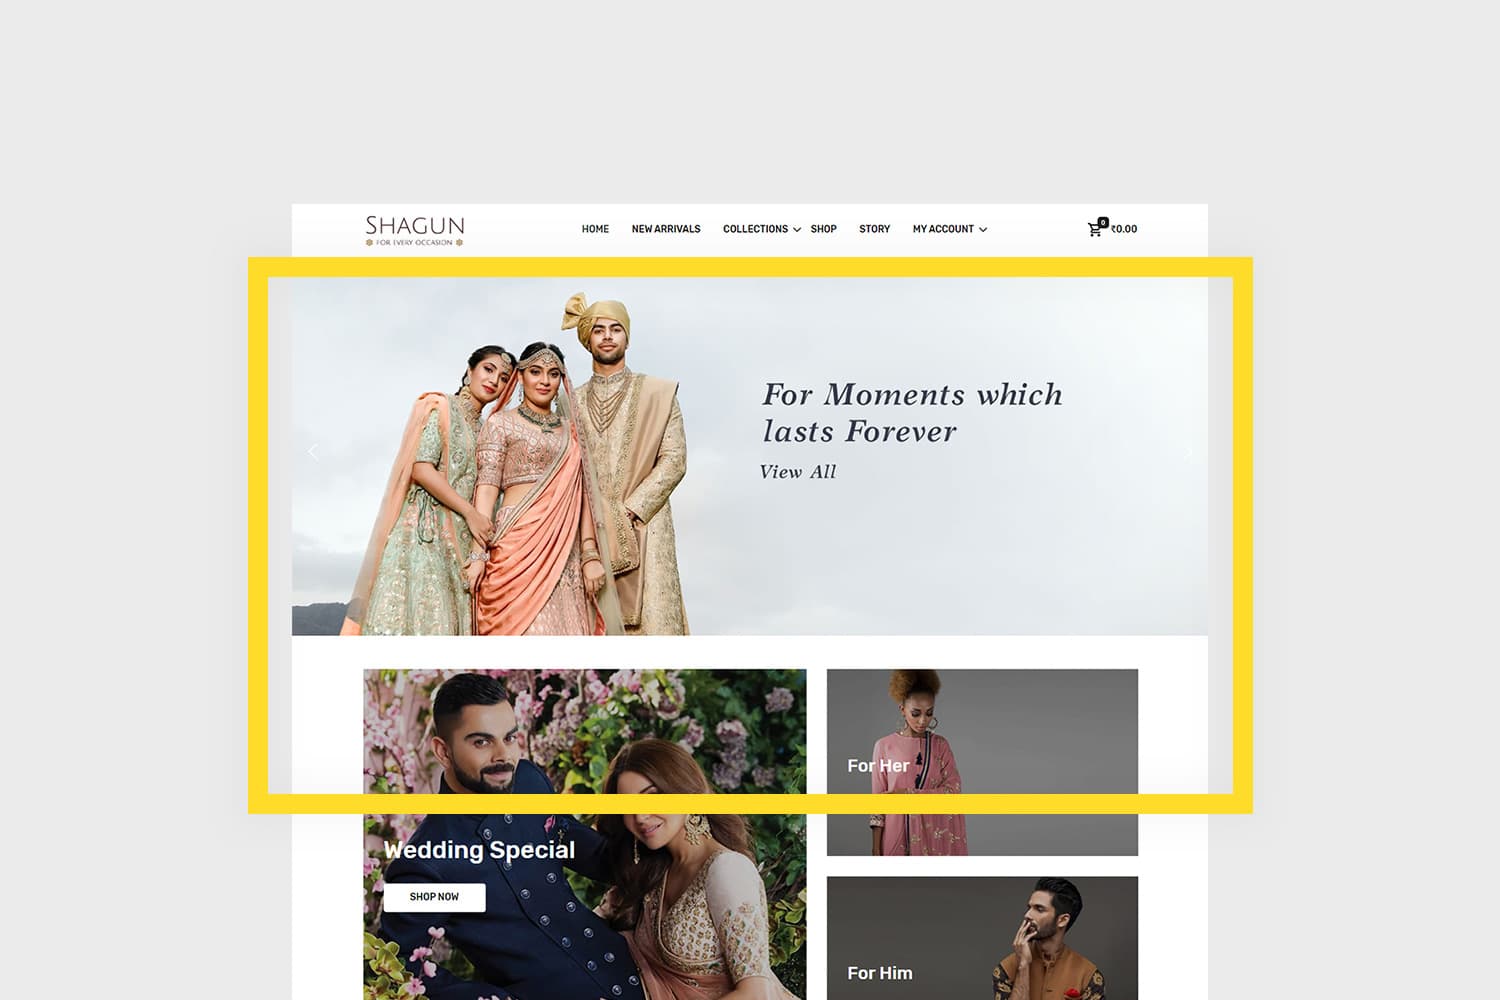 SHAGUN
FOR EVERY OCCASION
HOME NEW ARRIVALS COLLECTIONS SHOP STORY MY ACCOUNT 0 ₹0.00
For Moments which
lasts Forever
View All
For Her
Wedding Special
SHOP NOW
For Him